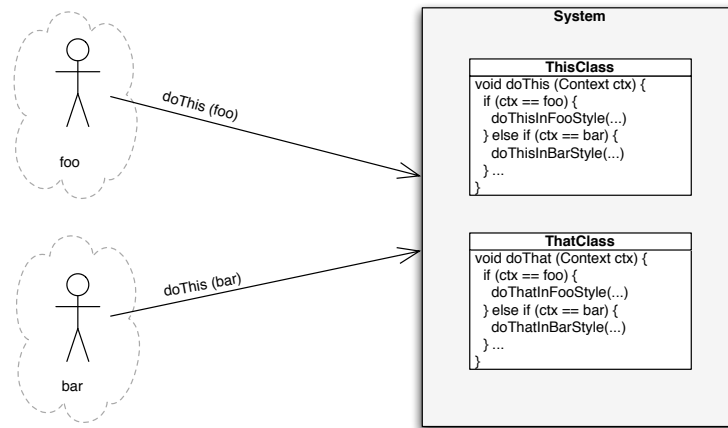 System
foo
doThis (foo)
ThisClass
void doThis (Context ctx) {
if (ctx == foo) {
doThisInFooStyle(...)
} else if (ctx == bar) {
doThisInBarStyle(...)
} ...
}
bar
doThis (bar)
ThatClass
void doThat (Context ctx) {
if (ctx == foo) {
doThatInFooStyle(...)
} else if (ctx == bar) {
doThatInBarStyle(...)
} ...
}